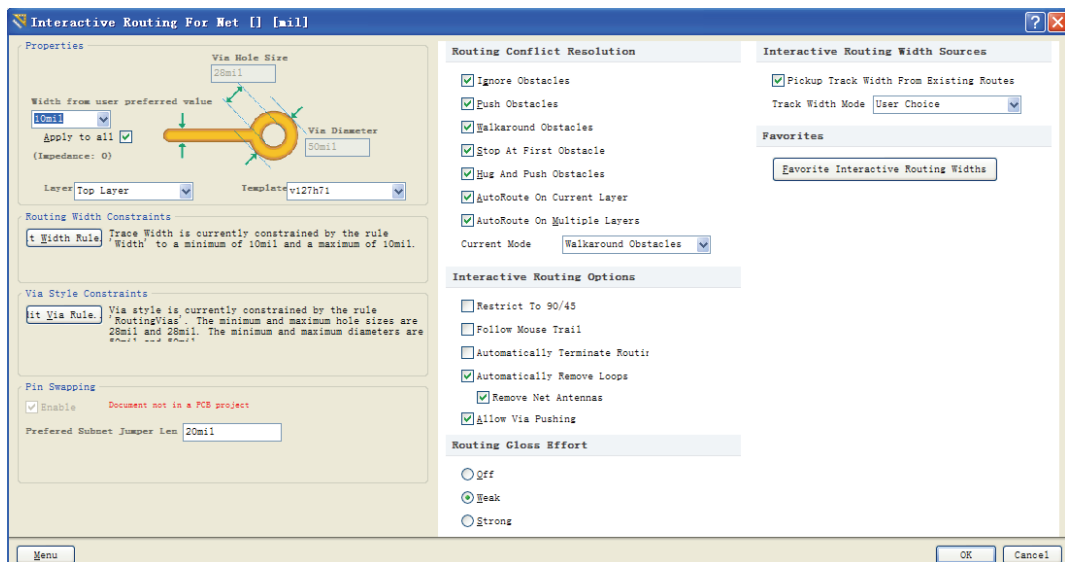 Interactive Routing For Net [] [mil]
Properties
Via Hole Size
28mil
Width from user preferred value
10mil
Apply to all
(Impedance: 0)
Via Diameter
50mil
Layer Top Layer
Template v127h71
Routing Width Constraints
t Width Rule.
Trace Width is currently constrained by the rule
'Width' to a minimum of 10mil and a maximum of 10mil.
Via Style Constraints
lit Via Rule..
Via style is currently constrained by the rule
'RoutingVias'. The minimum and maximum hole sizes are
28mil and 28mil. The minimum and maximum diameters are
50mil and 50mil
Pin Swapping
Enable
Document not in a PCB project
Prefered Subnet Jumper Len 20mil
Menu
Routing Conflict Resolution
Ignore Obstacles
Push Obstacles
Walkaround Obstacles
Stop At First Obstacle
Hug And Push Obstacles
AutoRoute On Current Layer
AutoRoute On Multiple Layers
Current Mode Walkaround Obstacles
Interactive Routing Options
Restrict To 90/45
Follow Mouse Trail
Automatically Terminate Routir
Automatically Remove Loops
Remove Net Antennas
Allow Via Pushing
Routing Gloss Effort
Off
Weak
Strong
Interactive Routing Width Sources
Pickup Track Width From Existing Routes
Track Width Mode User Choice
Favorites
Favorite Interactive Routing Widths
OK
Cancel